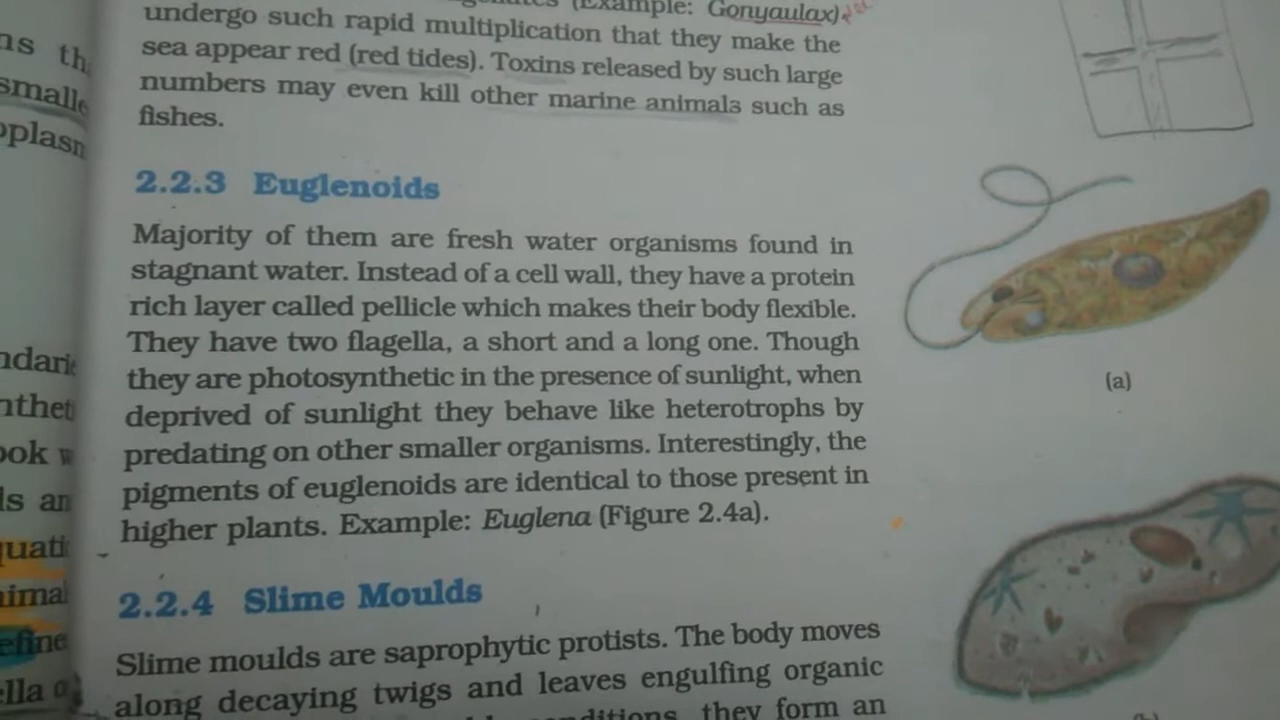 (Example: Gonyaulax)
undergo such rapid multiplication that they make the
sea appear red (red tides). Toxins released by such large
numbers may even kill other marine animals such as
fishes.
2.2.3 Euglenoids
Majority of them are fresh water organisms found in
stagnant water. Instead of a cell wall, they have a protein
rich layer called pellicle which makes their body flexible.
They have two flagella, a short and a long one. Though
they are photosynthetic in the presence of sunlight, when
deprived of sunlight they behave like heterotrophs by
predating on other smaller organisms. Interestingly, the
pigments of euglenoids are identical to those present in
higher plants. Example: Euglena (Figure 2.4a).
2.2.4 Slime Moulds
Slime moulds are saprophytic protists. The body moves
along decaying twigs and leaves engulfing organic
they form an
(a)